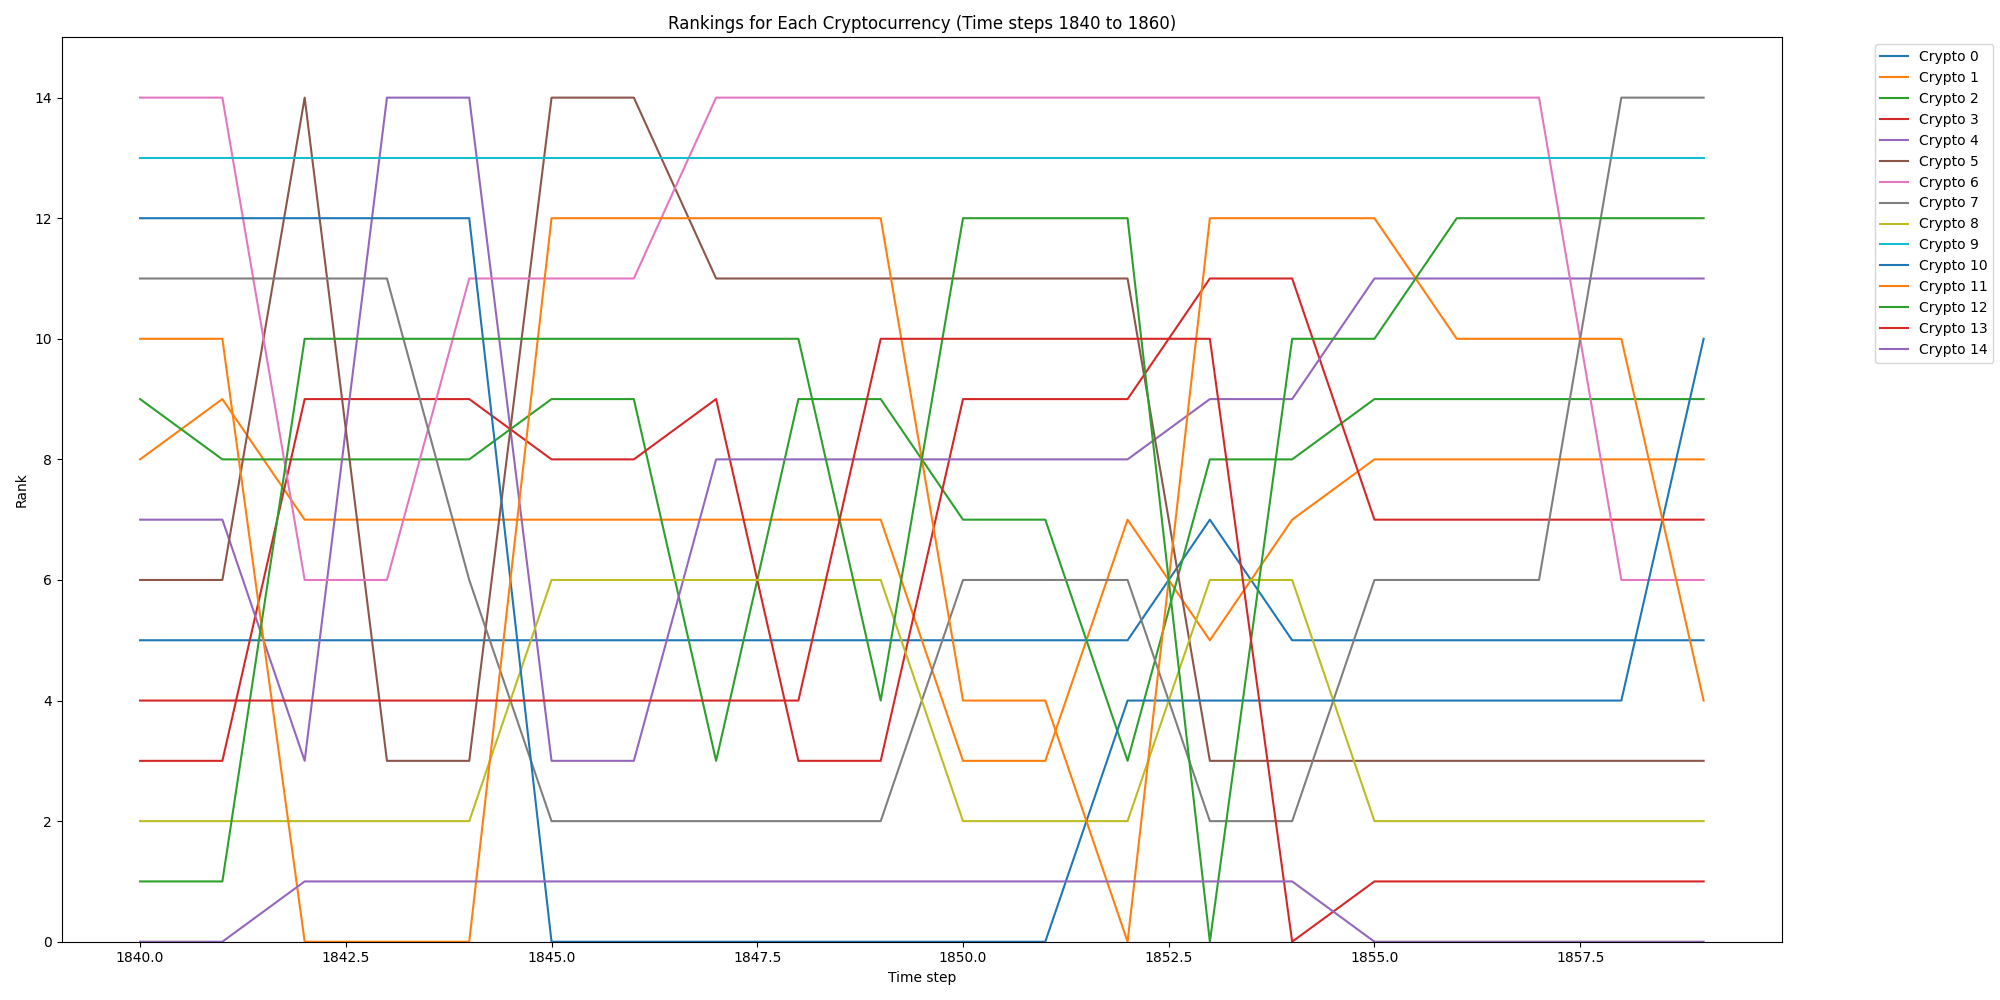 Rankings for Each Cryptocurrency (Time steps 1840 to 1860)
Rank
14
12
10
8
6
4
2
0
1840.0 1842.5 1845.0 1847.5 1850.0 1852.5 1855.0 1857.5
Time step
Crypto 0
Crypto 1
Crypto 2
Crypto 3
Crypto 4
Crypto 5
Crypto 6
Crypto 7
Crypto 8
Crypto 9
Crypto 10
Crypto 11
Crypto 12
Crypto 13
Crypto 14